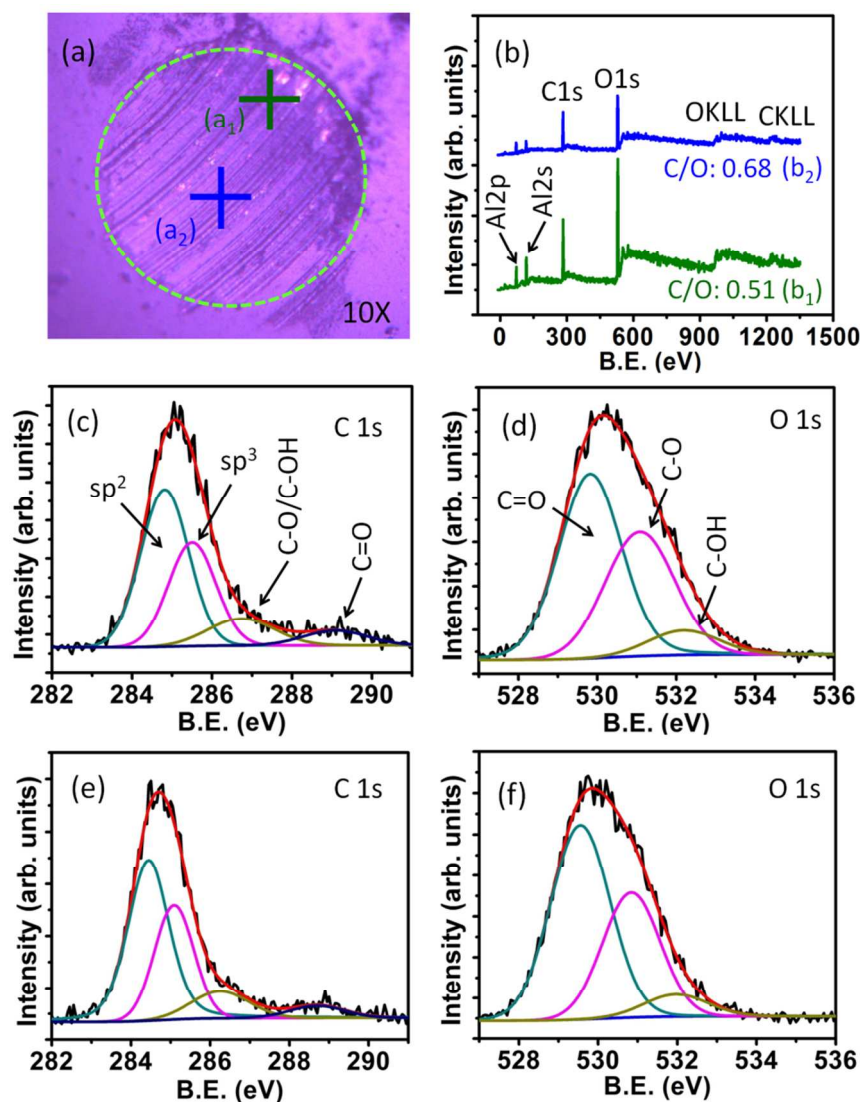 (a)
(a₁)
(a₂)
10X
(b)
Intensity (arb. units)
Al2p
Al2s
C1s
O1s
OKLL
CKLL
C/O: 0.68 (b₂)
C/O: 0.51 (b₁)
0 300 600 900 1200 1500
B.E. (eV)
(c)
C 1s
Intensity (arb. units)
sp²
sp³
C-O/C-OH
C=O
282 284 286 288 290
B.E. (eV)
(d)
O 1s
Intensity (arb. units)
C=O
C-O
C-OH
528 530 532 534 536
B.E. (eV)
(e)
C 1s
Intensity (arb. units)
282 284 286 288 290
B.E. (eV)
(f)
O 1s
Intensity (arb. units)
528 530 532 534 536
B.E. (eV)